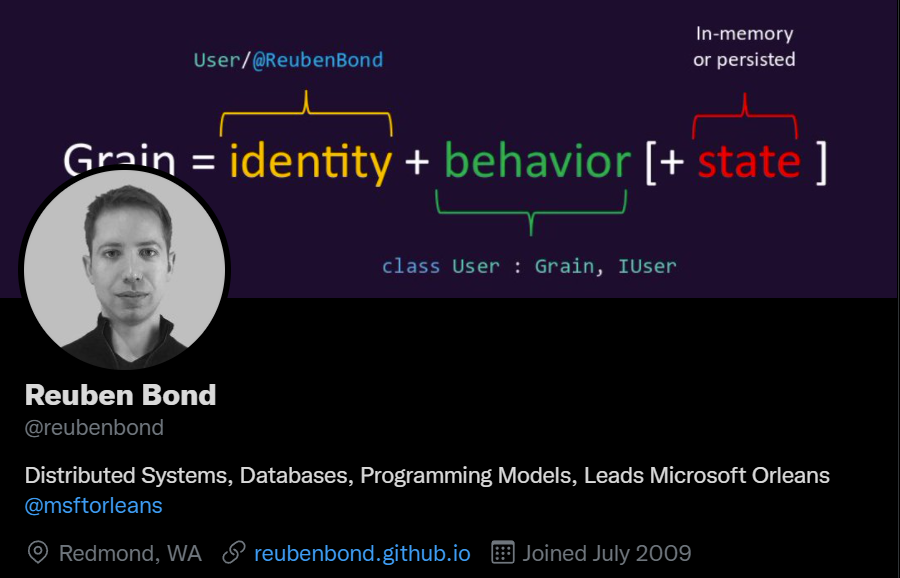 In-memory
or persisted
User/@ReubenBond
Grain = identity + behavior [+ state ]
class User : Grain, IUser
Reuben Bond
@reubenbond
Distributed Systems, Databases, Programming Models, Leads Microsoft Orleans
@msftorleans
Redmond, WA reubenbond.github.io Joined July 2009